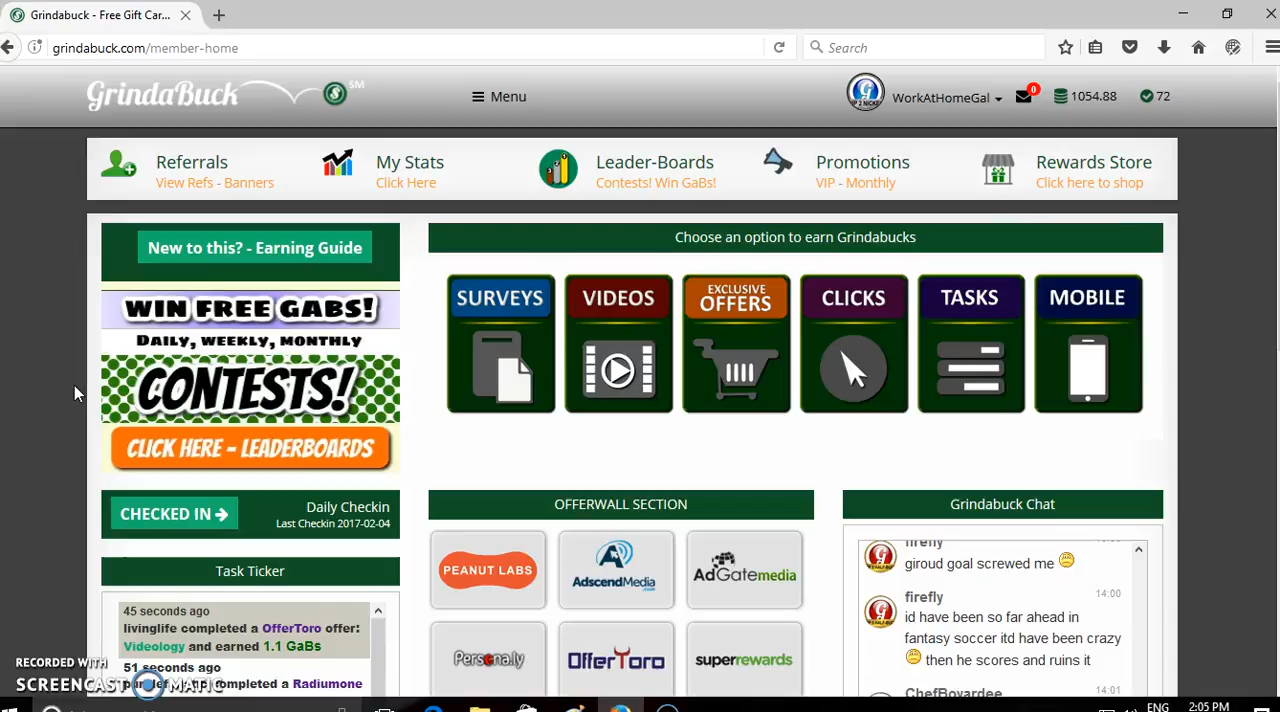 Grindabuck - Free Gift Car...
grindabuck.com/member-home
Search
GrindaBuck SM
Menu
WorkAtHomeGal
0
1054.88
72
Referrals
View Refs - Banners
My Stats
Click Here
Leader-Boards
Contests! Win GaBs!
Promotions
VIP - Monthly
Rewards Store
Click here to shop
New to this? - Earning Guide
WIN FREE GABS!
DAILY, WEEKLY, MONTHLY
CONTESTS!
CLICK HERE - LEADERBOARDS
Choose an option to earn Grindabucks
SURVEYS
VIDEOS
EXCLUSIVE
OFFERS
CLICKS
TASKS
MOBILE
CHECKED IN
Daily Checkin
Last Checkin 2017-02-04
Task Ticker
45 seconds ago
livinglife completed a OfferToro offer:
Videology and earned 1.1 GaBs
51 seconds ago
completed a Radiumone
OFFERWALL SECTION
PEANUT LABS
AdscendMedia
.com
AdGatemedia
Persona.ly
OfferToro
superrewards
Grindabuck Chat
firefly
giroud goal screwed me
14:00
firefly
id have been so far ahead in
fantasy soccer itd have been crazy
then he scores and ruins it
14:01
ChefBoyardee
RECORDED WITH
SCREENCAST MATIC
ENG
2:05 PM